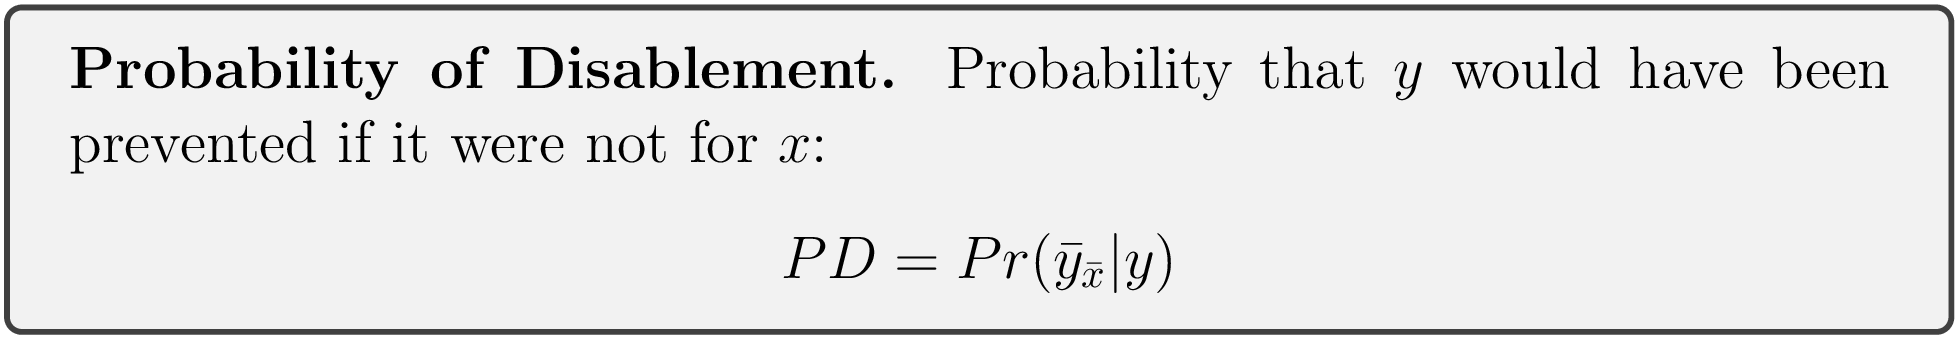 Probability of Disablement. Probability that y would have been
prevented if it were not for x:
PD = Pr(ȳ_x̄|y)